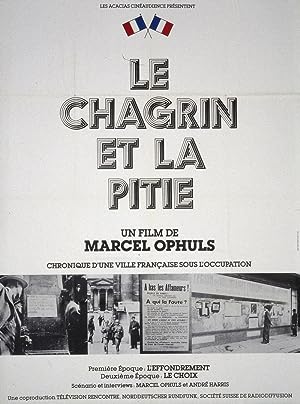 LES ACACIAS CINÉAUDIENCE PRÉSENTENT
LE
CHAGRIN
ET LA
PITIE
UN FILM DE
MARCEL OPHULS
CHRONIQUE D'UNE VILLE FRANÇAISE SOUS L'OCCUPATION
A bas les Affameurs!
A qui la Faute?
Première Époque: L'EFFONDREMENT
Deuxième Époque: LE CHOIX
Scénario et interviews: MARCEL OPHULS et ANDRÉ HARRIS
Une coproduction TÉLÉVISION RENCONTRE, NORDDEUTCHER RUNDFUNK, SOCIÉTÉ SUISSE DE RADIODIFFUSION